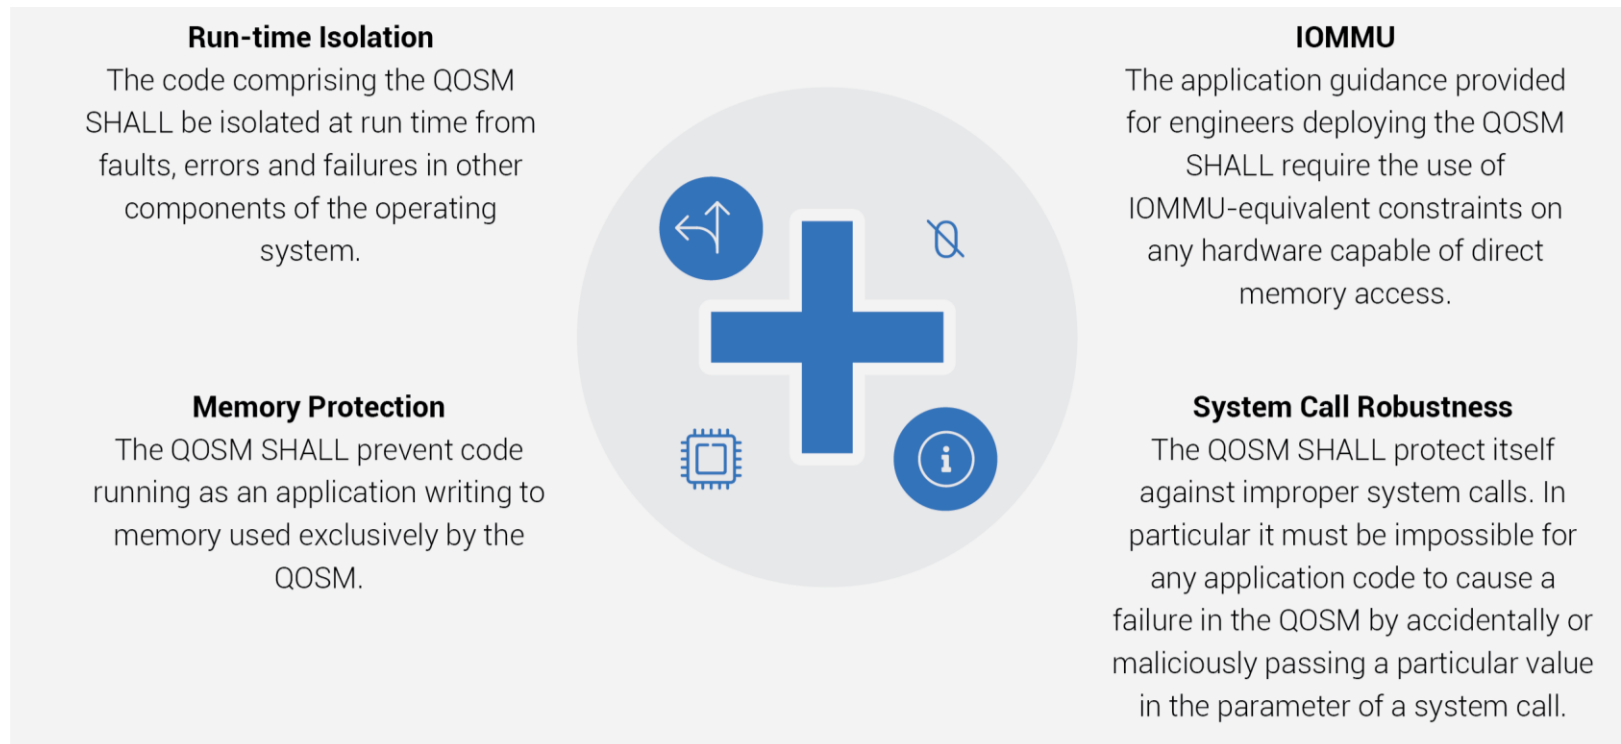 Run-time Isolation
The code comprising the QOSM
SHALL be isolated at run time from
faults, errors and failures in other
components of the operating
system.
IOMMU
The application guidance provided
for engineers deploying the QOSM
SHALL require the use of
IOMMU-equivalent constraints on
any hardware capable of direct
memory access.
Memory Protection
The QOSM SHALL prevent code
running as an application writing to
memory used exclusively by the
QOSM.
System Call Robustness
The QOSM SHALL protect itself
against improper system calls. In
particular it must be impossible for
any application code to cause a
failure in the QOSM by accidentally or
maliciously passing a particular value
in the parameter of a system call.